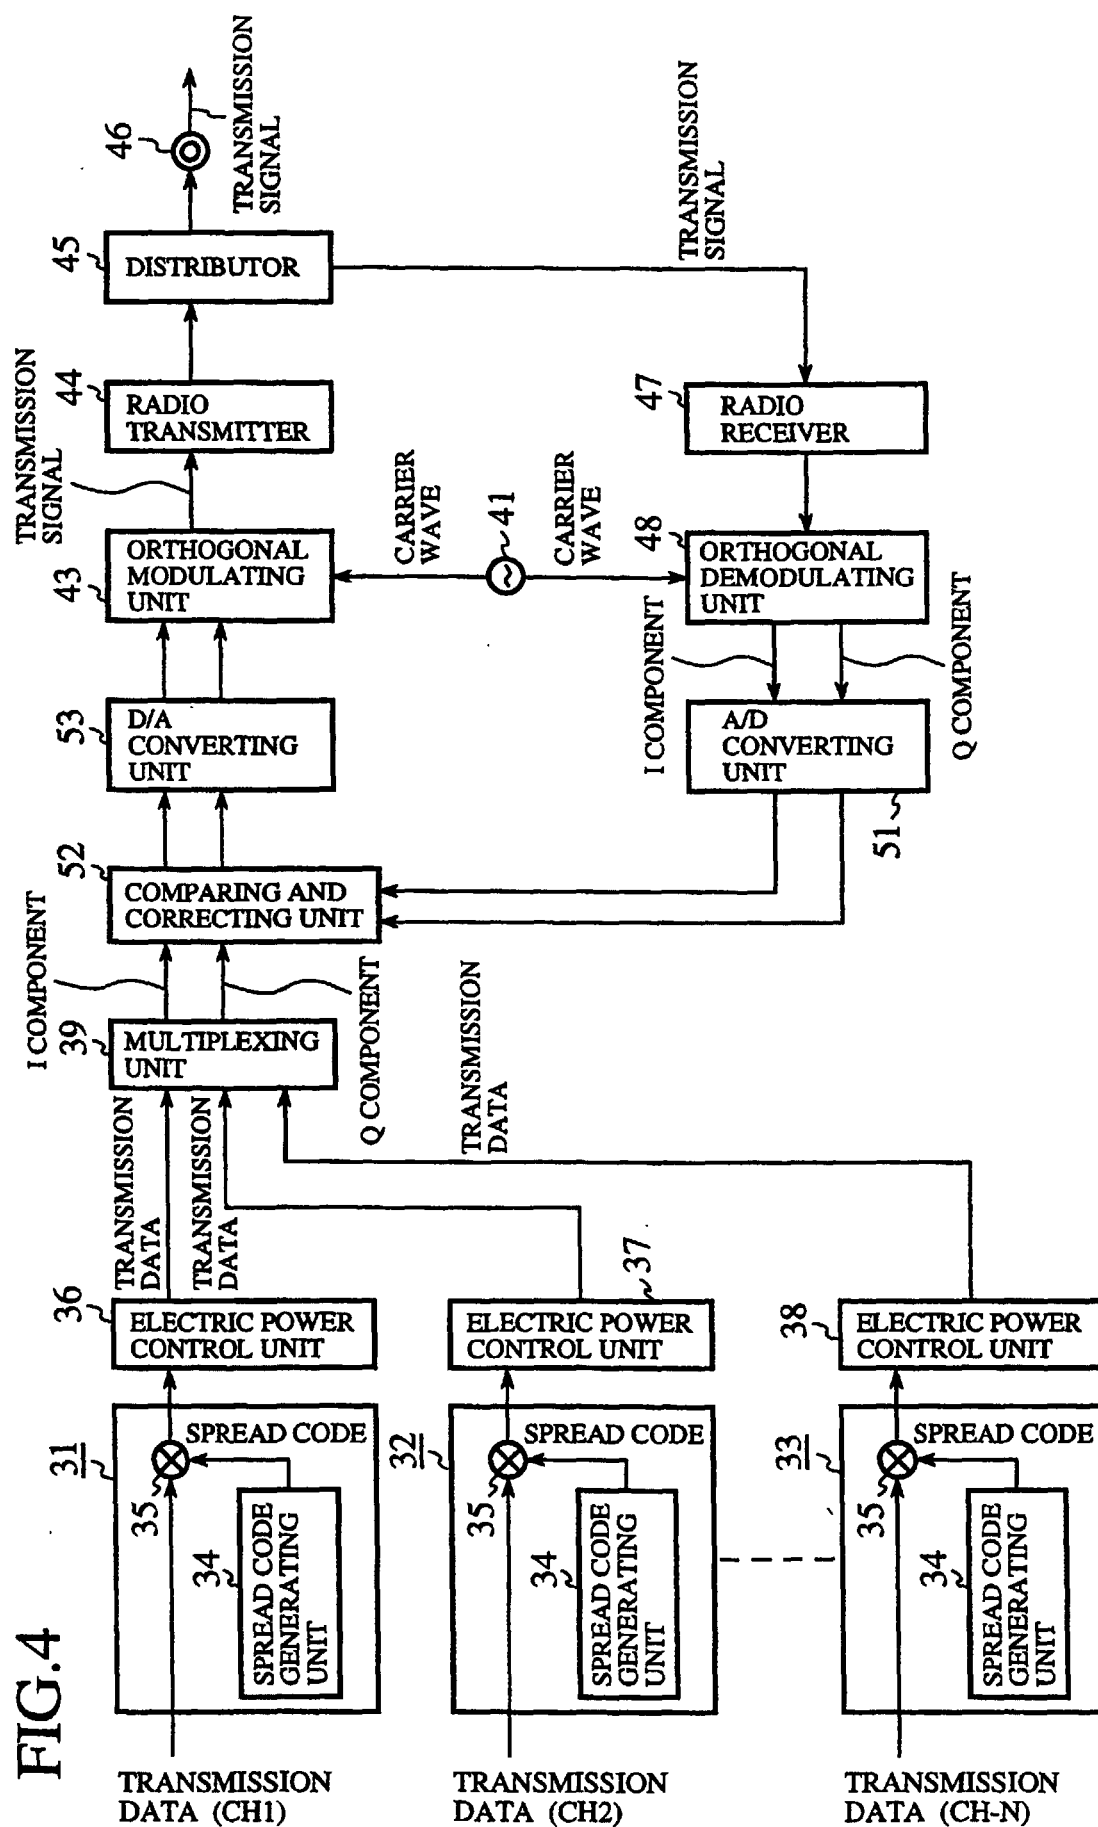 FIG.4
TRANSMISSION
DATA (CH1)
31
35
SPREAD CODE
34
SPREAD CODE
GENERATING
UNIT
36
ELECTRIC POWER
CONTROL UNIT
TRANSMISSION
DATA
TRANSMISSION
DATA
39
MULTIPLEXING
UNIT
I COMPONENT
Q COMPONENT
52
COMPARING AND
CORRECTING UNIT
53
D/A
CONVERTING
UNIT
43
ORTHOGONAL
MODULATING
UNIT
TRANSMISSION
SIGNAL
44
RADIO
TRANSMITTER
45
DISTRIBUTOR
46
TRANSMISSION
SIGNAL
CARRIER
WAVE
41
CARRIER
WAVE
TRANSMISSION
SIGNAL
47
RADIO
RECEIVER
48
ORTHOGONAL
DEMODULATING
UNIT
I COMPONENT
Q COMPONENT
A/D
CONVERTING
UNIT
51
TRANSMISSION
DATA (CH2)
32
35
SPREAD CODE
34
SPREAD CODE
GENERATING
UNIT
37
ELECTRIC POWER
CONTROL UNIT
TRANSMISSION
DATA
TRANSMISSION
DATA (CH-N)
33
35
SPREAD CODE
34
SPREAD CODE
GENERATING
UNIT
38
ELECTRIC POWER
CONTROL UNIT